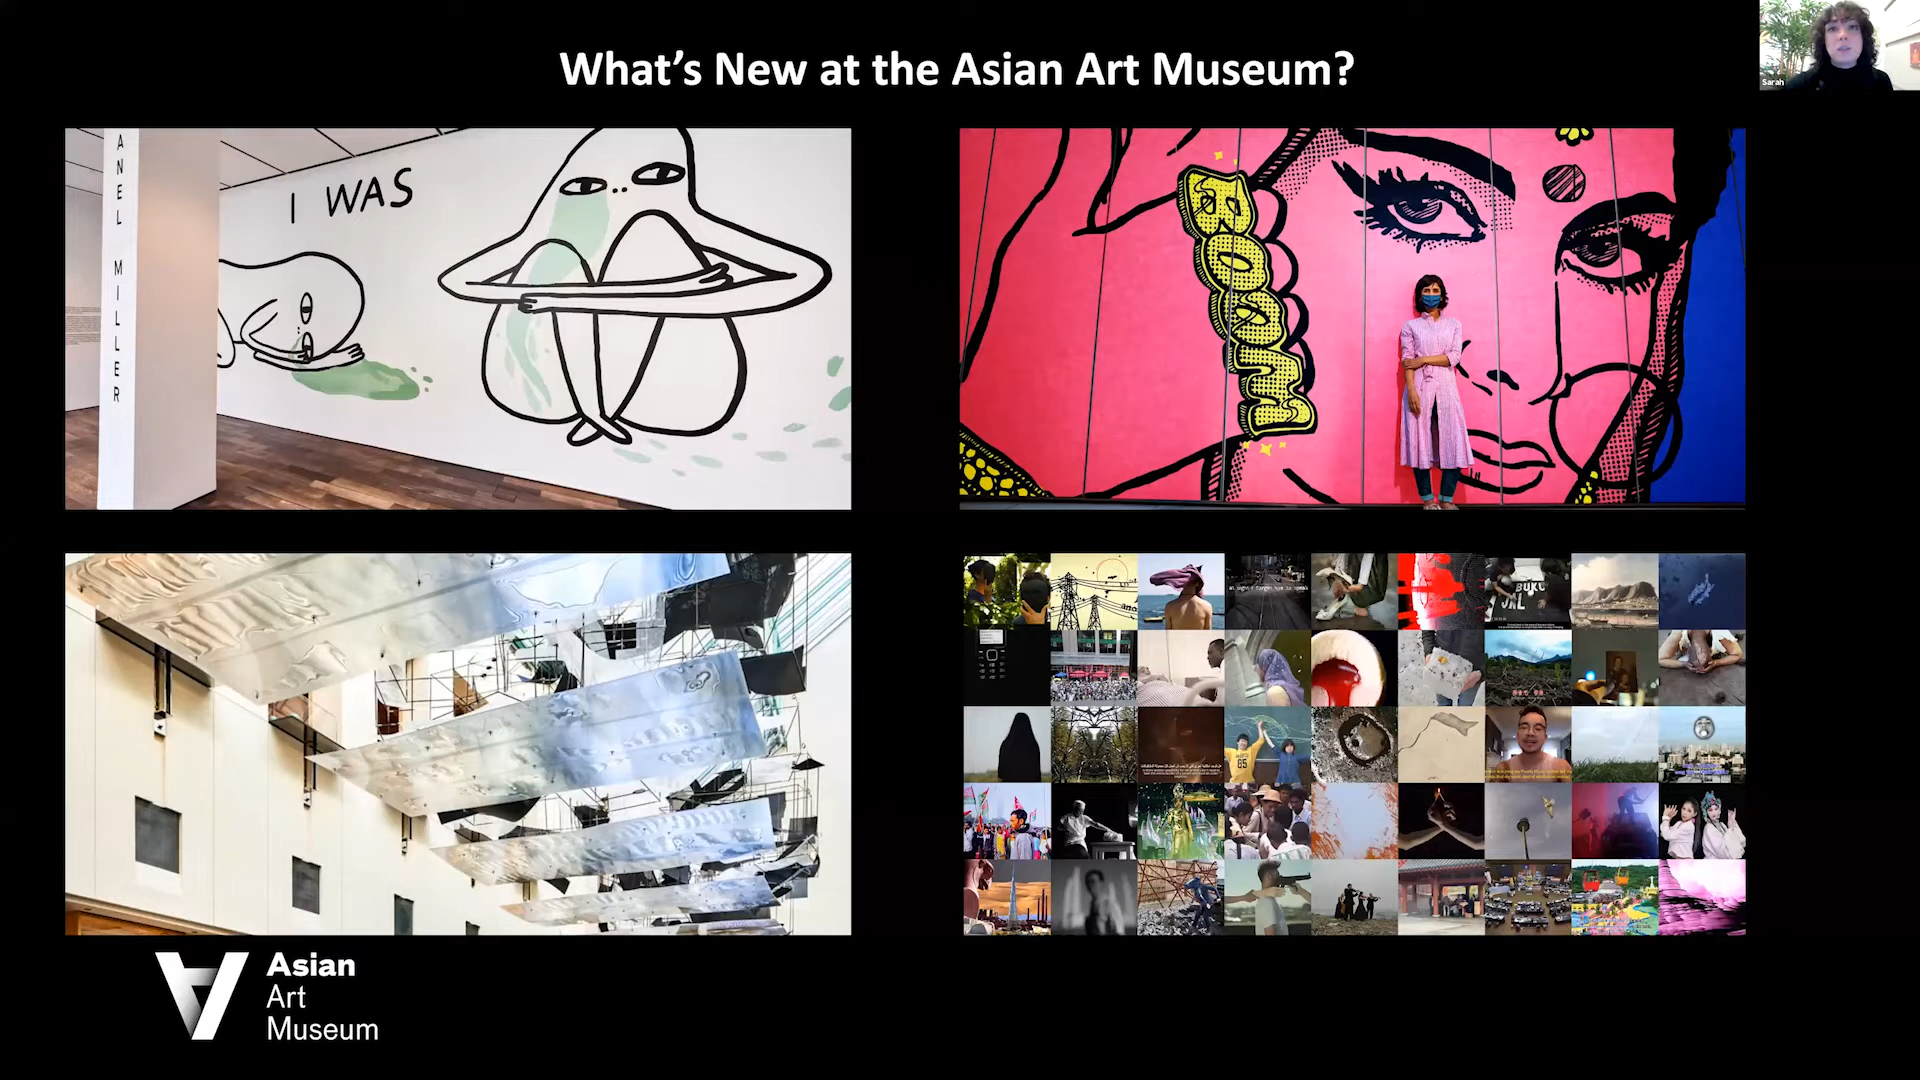 What's New at the Asian Art Museum?
Sarah
ANEL MILLER
I WAS
BOOM
Asian
Art
Museum